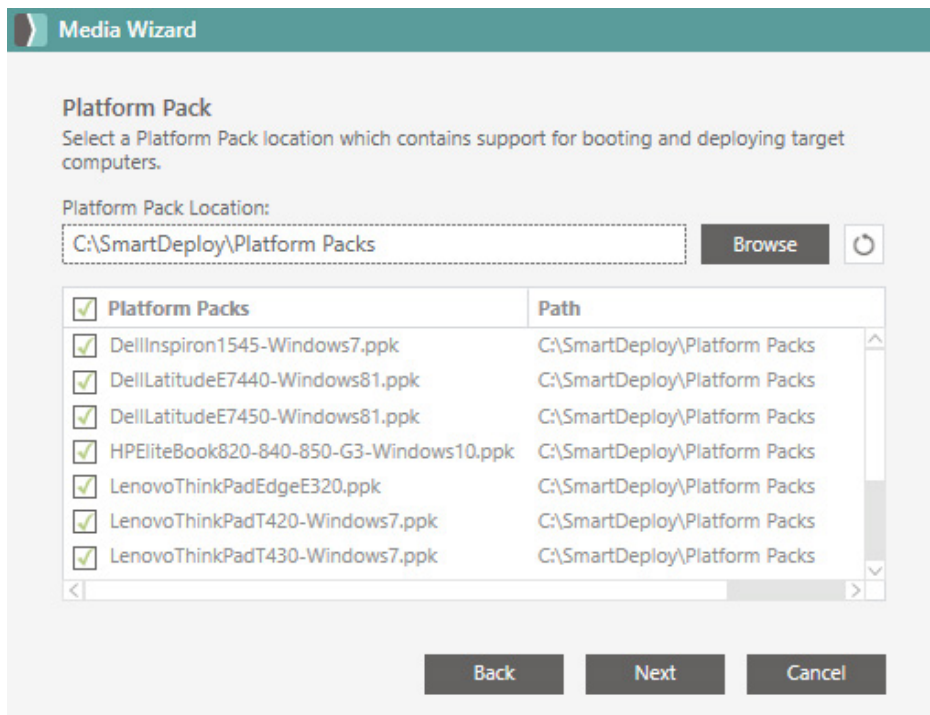 Media Wizard
Platform Pack
Select a Platform Pack location which contains support for booting and deploying target
computers.
Platform Pack Location:
C:\SmartDeploy\Platform Packs Browse
Platform Packs Path
DellInspiron1545-Windows7.ppk C:\SmartDeploy\Platform Packs
DellLatitudeE7440-Windows81.ppk C:\SmartDeploy\Platform Packs
DellLatitudeE7450-Windows81.ppk C:\SmartDeploy\Platform Packs
HPEliteBook820-840-850-G3-Windows10.ppk C:\SmartDeploy\Platform Packs
LenovoThinkPadEdgeE320.ppk C:\SmartDeploy\Platform Packs
LenovoThinkPadT420-Windows7.ppk C:\SmartDeploy\Platform Packs
LenovoThinkPadT430-Windows7.ppk C:\SmartDeploy\Platform Packs
Back Next Cancel